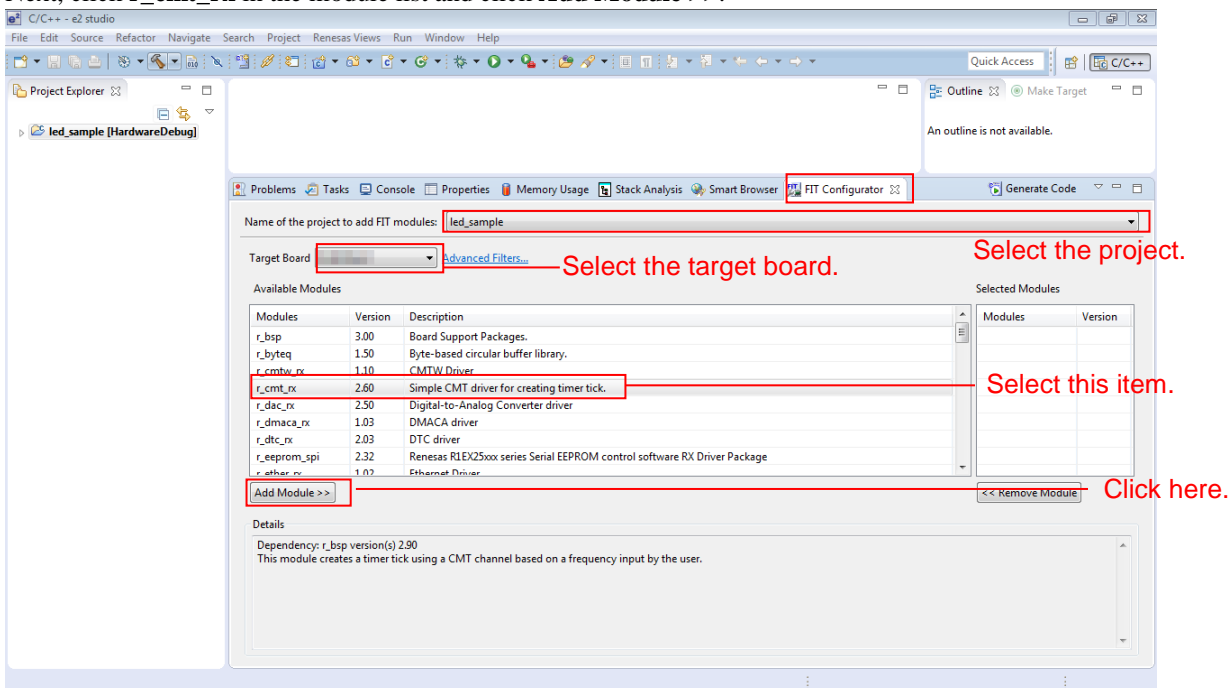 C/C++ - e2 studio
File Edit Source Refactor Navigate Search Project Renesas Views Run Window Help
Quick Access
C/C++
Project Explorer
led_sample [HardwareDebug]
Outline Make Target
An outline is not available.
Problems Tasks Console Properties Memory Usage Stack Analysis Smart Browser FIT Configurator
Generate Code
Name of the project to add FIT modules: led_sample
Select the project.
Target Board
Advanced Filters...
Select the target board.
Available Modules
Selected Modules
Modules Version Description
Modules Version
r_bsp 3.00 Board Support Packages.
r_byteq 1.50 Byte-based circular buffer library.
r_cmtw_rx 1.10 CMTW Driver
r_cmt_rx 2.60 Simple CMT driver for creating timer tick.
Select this item.
r_dac_rx 2.50 Digital-to-Analog Converter driver
r_dmaca_rx 1.03 DMACA driver
r_dtc_rx 2.03 DTC driver
r_eeprom_spi 2.32 Renesas R1EX25xxx series Serial EEPROM control software RX Driver Package
r_ether_rx 1.02 Ethernet Driver
Add Module >>
<< Remove Module
Click here.
Details
Dependency: r_bsp version(s) 2.90
This module creates a timer tick using a CMT channel based on a frequency input by the user.